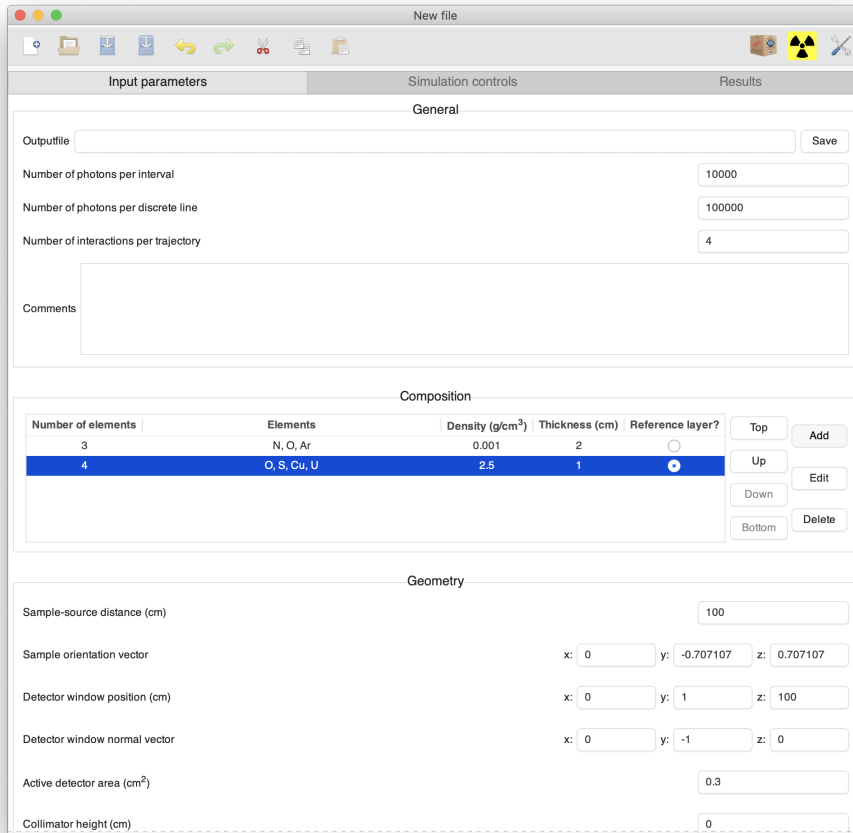 New file
Input parameters Simulation controls Results
General
Outputfile Save
Number of photons per interval 10000
Number of photons per discrete line 100000
Number of interactions per trajectory 4
Comments
Composition
Number of elements Elements Density (g/cm³) Thickness (cm) Reference layer? Top Add
3 N, O, Ar 0.001 2
4 O, S, Cu, U 2.5 1 Up
Edit
Down
Bottom Delete
Geometry
Sample-source distance (cm) 100
Sample orientation vector x: 0 y: -0.707107 z: 0.707107
Detector window position (cm) x: 0 y: 1 z: 100
Detector window normal vector x: 0 y: -1 z: 0
Active detector area (cm²) 0.3
Collimator height (cm) 0